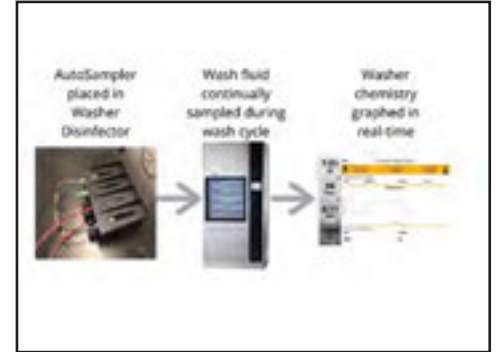 AutoSampler
placed in
Washer
Disinfector
Wash fluid
continually
sampled during
wash cycle
Washer
chemistry
graphed in
real-time